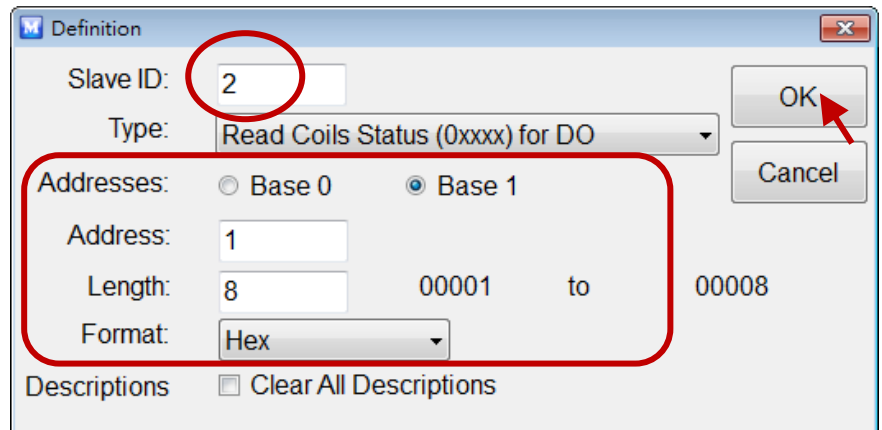 Definition
Slave ID: 2
OK
Type: Read Coils Status (0xxxx) for DO
Addresses: Base 0 Base 1
Cancel
Address: 1
Length: 8 00001 to 00008
Format: Hex
Descriptions Clear All Descriptions